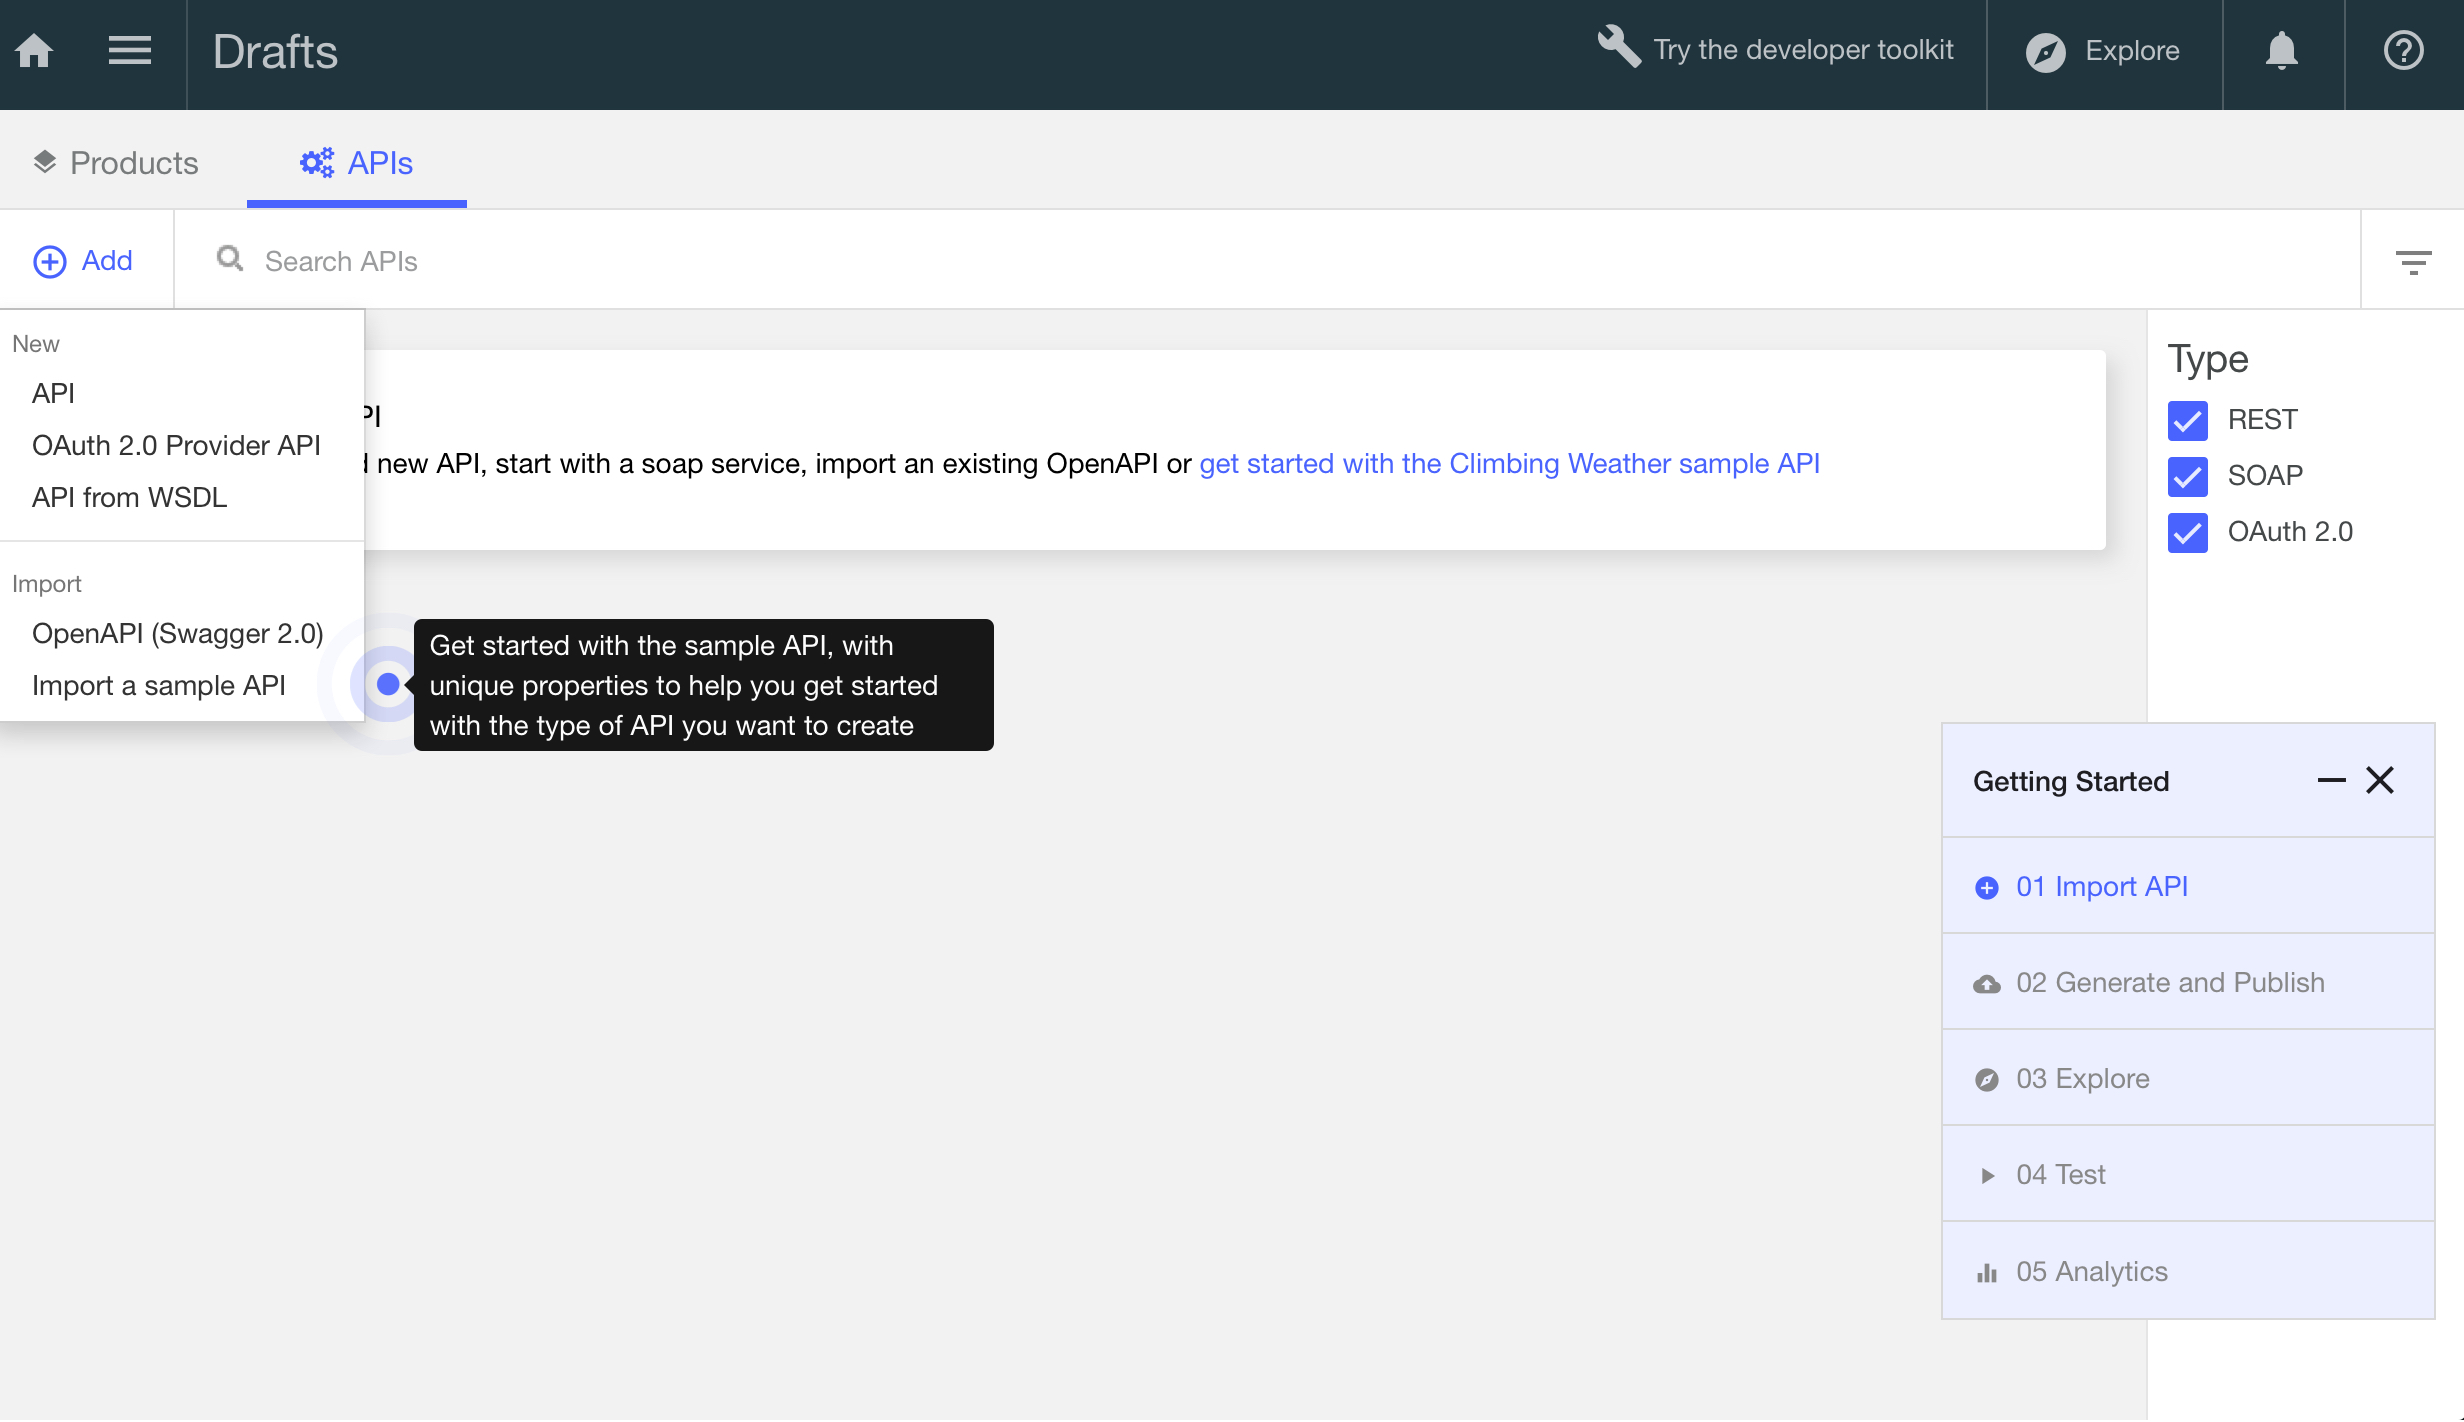 Drafts
Try the developer toolkit
Explore
Products
APIs
Add
Search APIs
New
API
OAuth 2.0 Provider API
API from WSDL
Import
OpenAPI (Swagger 2.0)
Import a sample API
new API, start with a soap service, import an existing OpenAPI or get started with the Climbing Weather sample API
Get started with the sample API, with
unique properties to help you get started
with the type of API you want to create
Type
REST
SOAP
OAuth 2.0
Getting Started
01 Import API
02 Generate and Publish
03 Explore
04 Test
05 Analytics